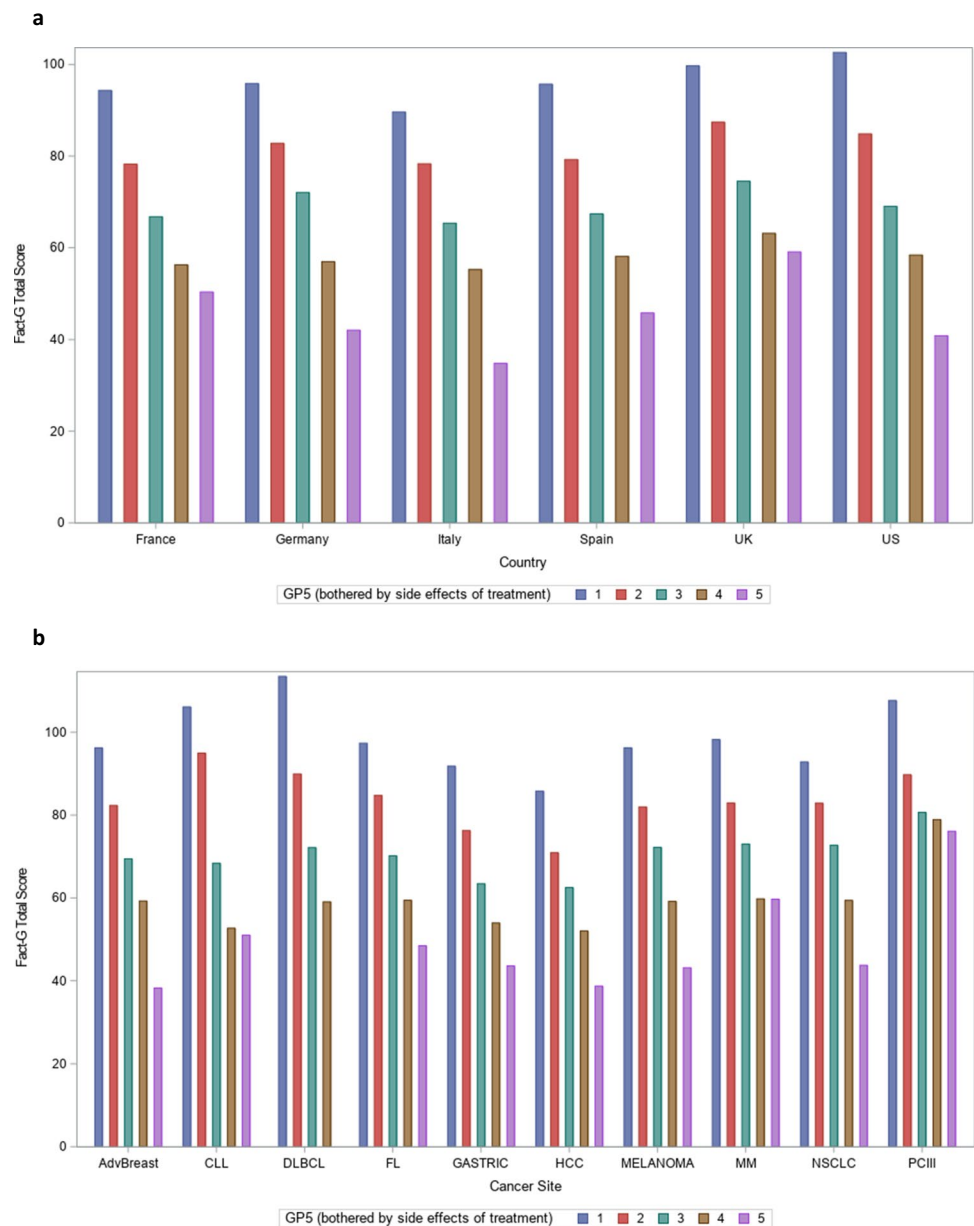 a
Fact-G Total Score
100
80
60
40
20
0
France Germany Italy Spain UK US
Country
GP5 (bothered by side effects of treatment) 1 2 3 4 5
b
Fact-G Total Score
100
80
60
40
20
0
AdvBreast CLL DLBCL FL GASTRIC HCC MELANOMA MM NSCLC PCIII
Cancer Site
GP5 (bothered by side effects of treatment) 1 2 3 4 5